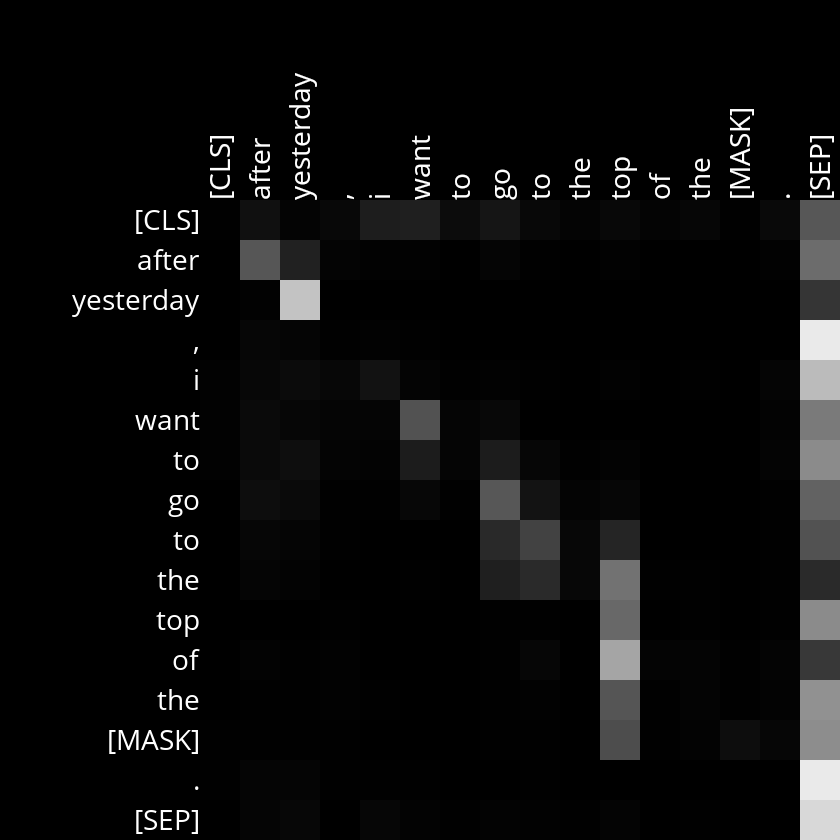 [CLS] after yesterday , i want to go to the top of the [MASK] . [SEP]
[CLS]
after
yesterday
,
i
want
to
go
to
the
top
of
the
[MASK]
.
[SEP]